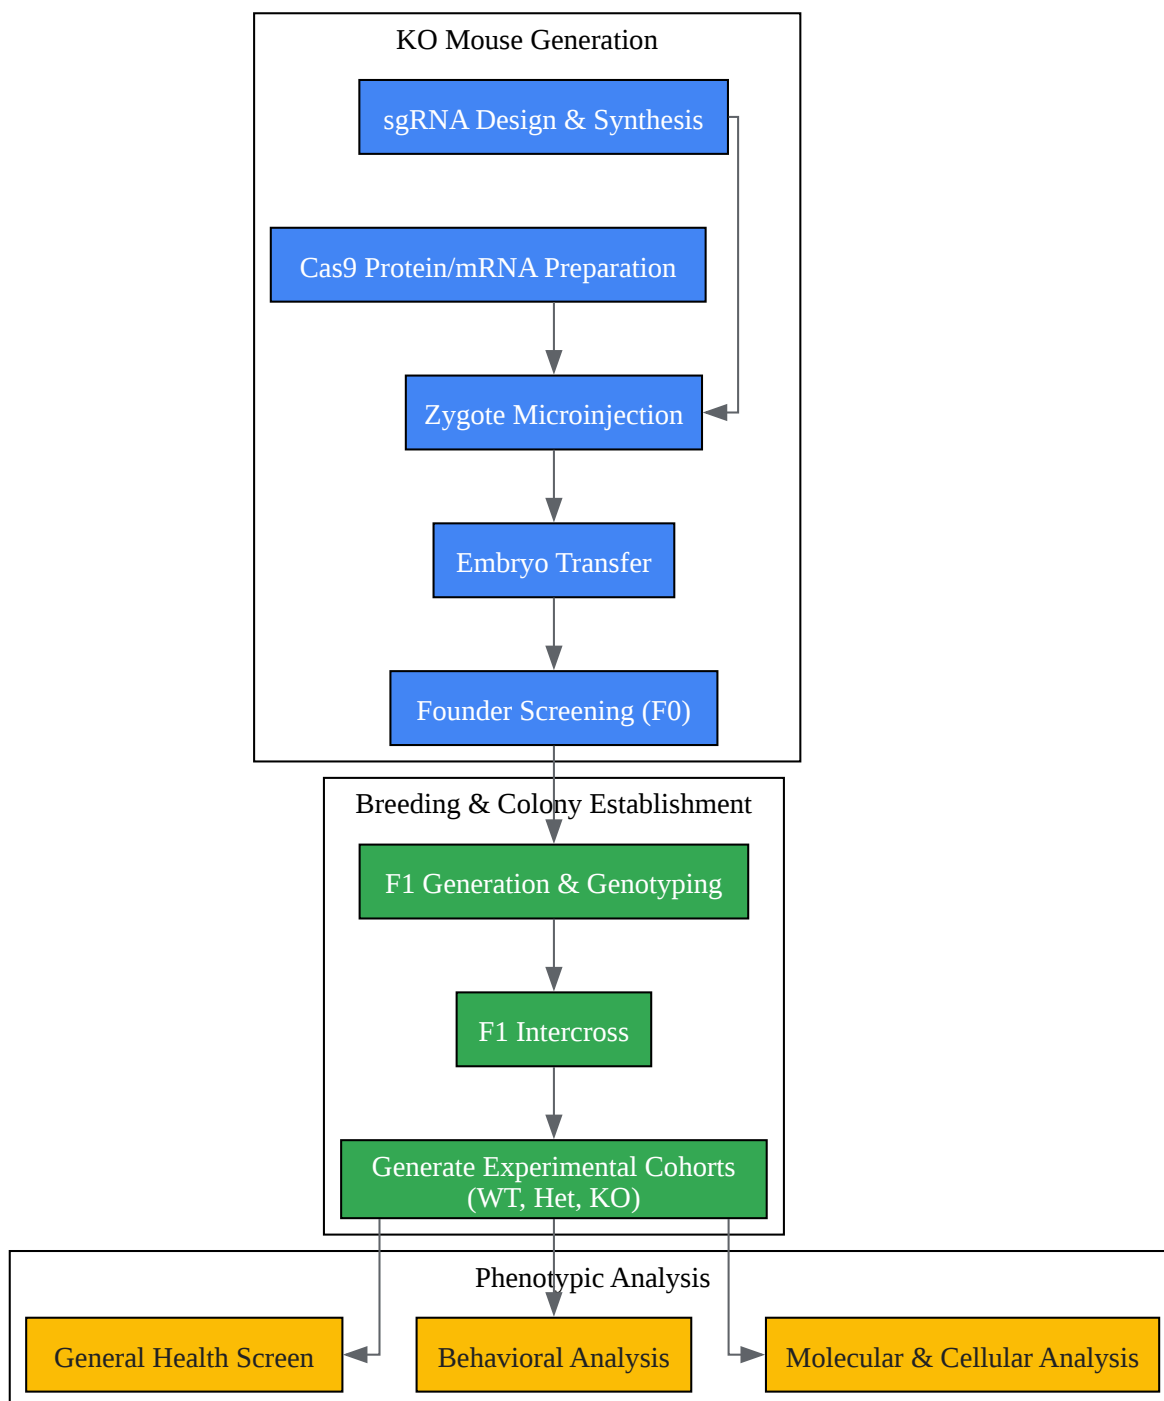 KO Mouse Generation
sgRNA Design & Synthesis
Cas9 Protein/mRNA Preparation
Zygote Microinjection
Embryo Transfer
Founder Screening (F0)
Breeding & Colony Establishment
F1 Generation & Genotyping
F1 Intercross
Generate Experimental Cohorts
(WT, Het, KO)
Phenotypic Analysis
General Health Screen
Behavioral Analysis
Molecular & Cellular Analysis